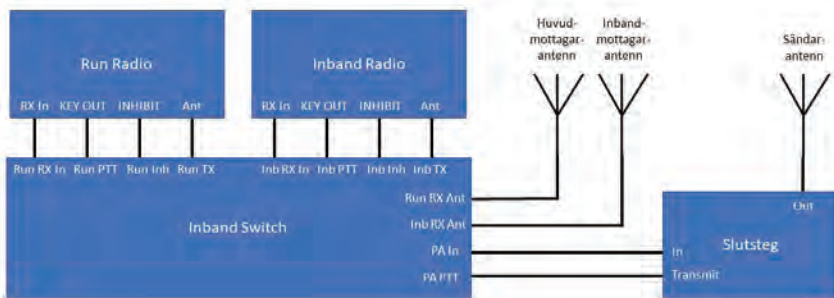 Run Radio
RX In KEY OUT INHIBIT Ant
Inband Radio
RX In KEY OUT INHIBIT Ant
Huvud-
mottagar-
antenn
Inband-
mottagar-
antenn
Sändar-
antenn
Run RX In Run PTT Run Inh Run TX
Inb RX In Inb PTT Inb Inh Inb TX
Run RX Ant
Inb RX Ant
PA In
PA PTT
Inband Switch
Out
Slutsteg
In
Transmit